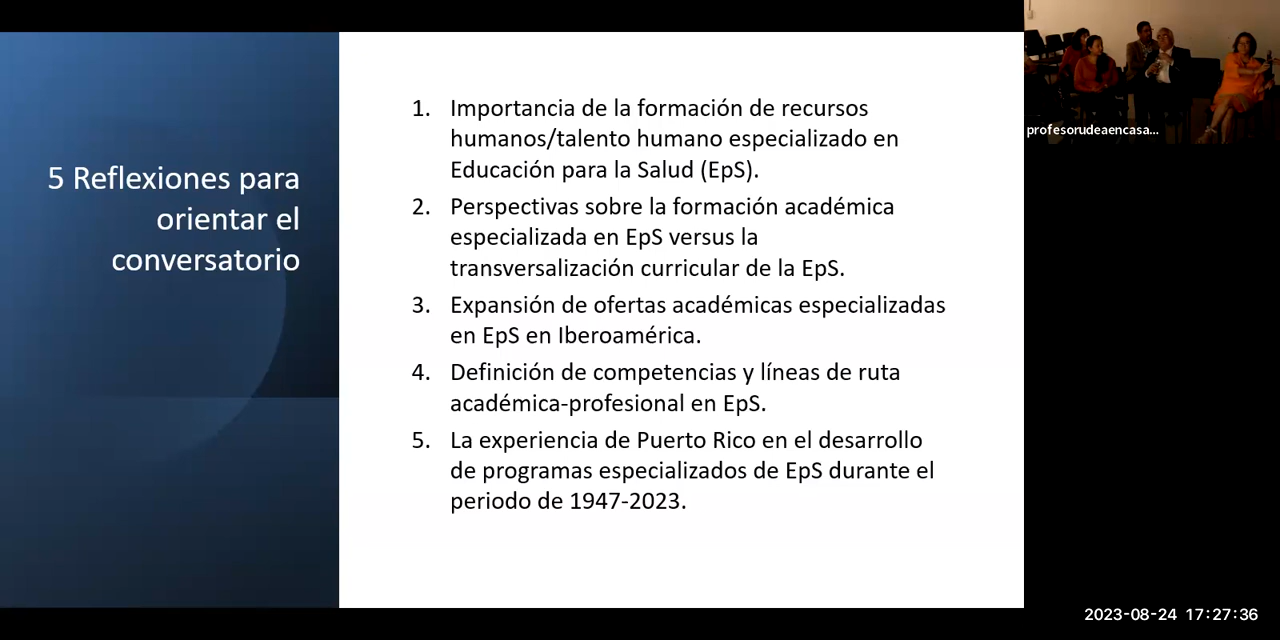 5 Reflexiones para
orientar el
conversatorio
1. Importancia de la formación de recursos
humanos/talento humano especializado en
Educación para la Salud (EpS).
2. Perspectivas sobre la formación académica
especializada en EpS versus la
transversalización curricular de la EpS.
3. Expansión de ofertas académicas especializadas
en EpS en Iberoamérica.
4. Definición de competencias y líneas de ruta
académica-profesional en EpS.
5. La experiencia de Puerto Rico en el desarrollo
de programas especializados de EpS durante el
periodo de 1947-2023.
profesorudeaencasa...
2023-08-24 17:27:36